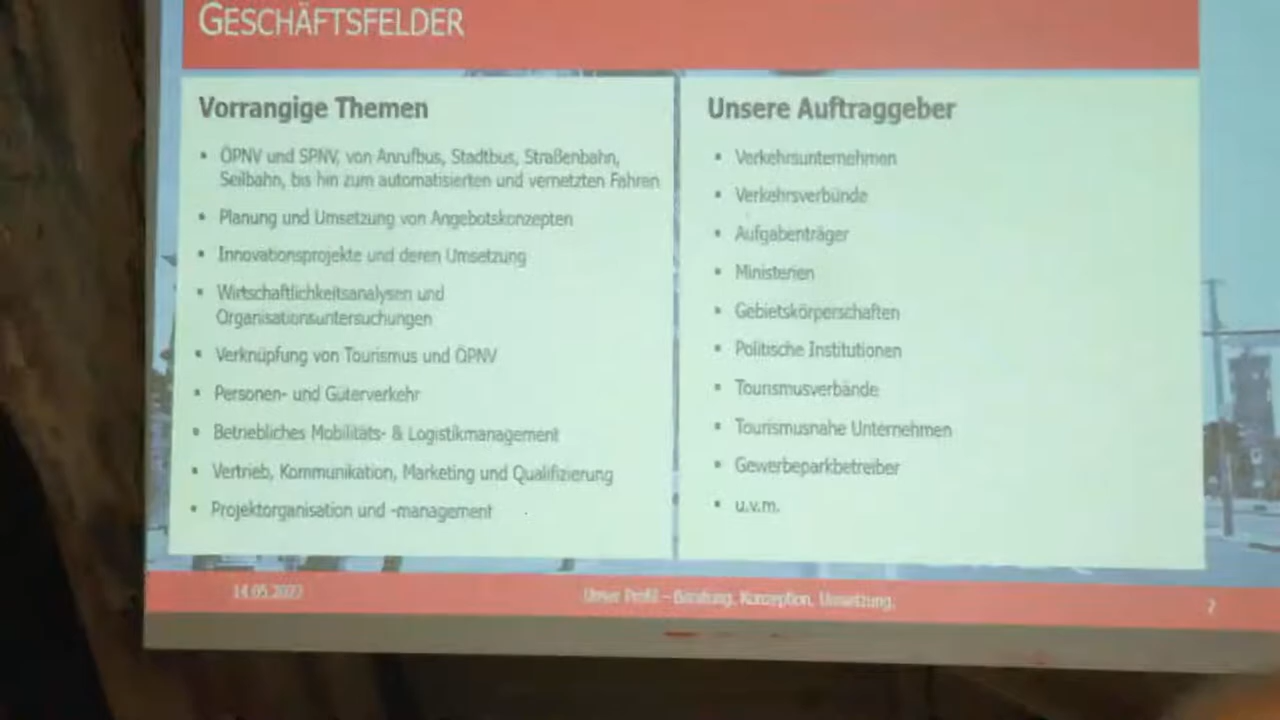 GESCHÄFTSFELDER
Vorrangige Themen
▪ ÖPNV und SPNV, von Anrufbus, Stadtbus, Straßenbahn,
Seilbahn, bis hin zum automatisierten und vernetzten Fahren
▪ Planung und Umsetzung von Angebotskonzepten
▪ Innovationsprojekte und deren Umsetzung
▪ Wirtschaftlichkeitsanalysen und
Organisationsuntersuchungen
▪ Verknüpfung von Tourismus und ÖPNV
▪ Personen- und Güterverkehr
▪ Betriebliches Mobilitäts- & Logistikmanagement
▪ Vertrieb, Kommunikation, Marketing und Qualifizierung
▪ Projektorganisation und -management
Unsere Auftraggeber
▪ Verkehrsunternehmen
▪ Verkehrsverbünde
▪ Aufgabenträger
▪ Ministerien
▪ Gebietskörperschaften
▪ Politische Institutionen
▪ Tourismusverbände
▪ Tourismusnahe Unternehmen
▪ Gewerbeparkbetreiber
▪ u.v.m.
Unser Profil – Beratung, Konzeption, Umsetzung.